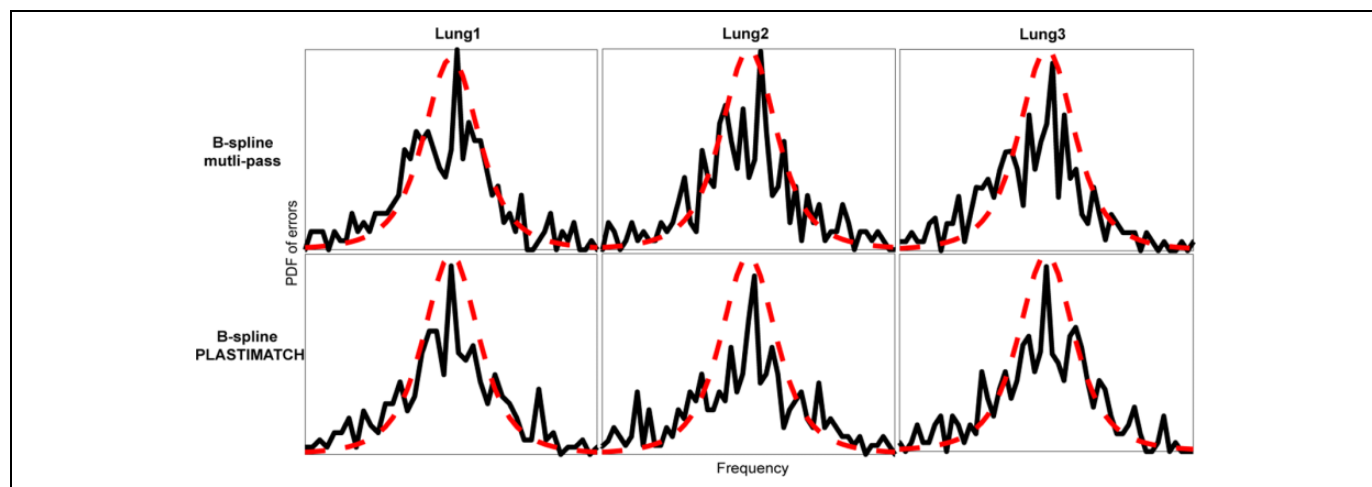 Lung1
Lung2
Lung3
B-spline
mutli-pass
PDF of errors
B-spline
PLASTIMATCH
Frequency